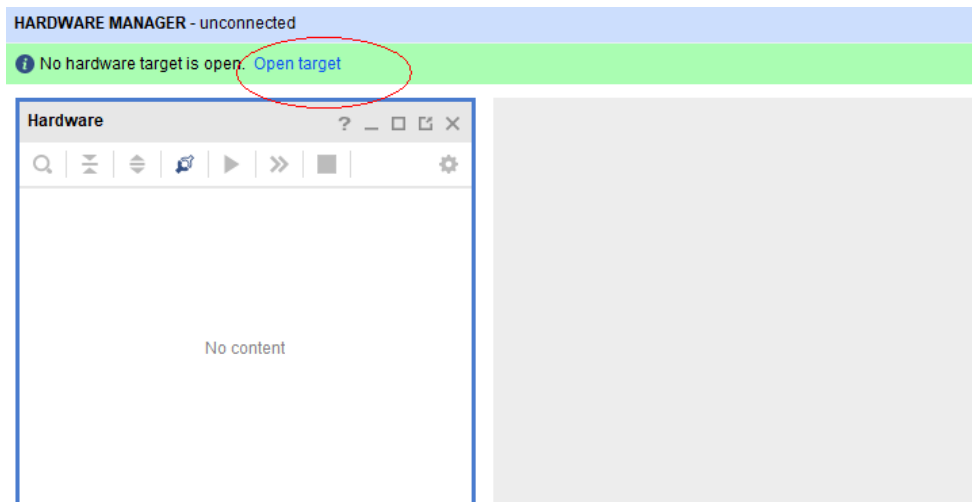 HARDWARE MANAGER - unconnected
No hardware target is open. Open target
Hardware
No content